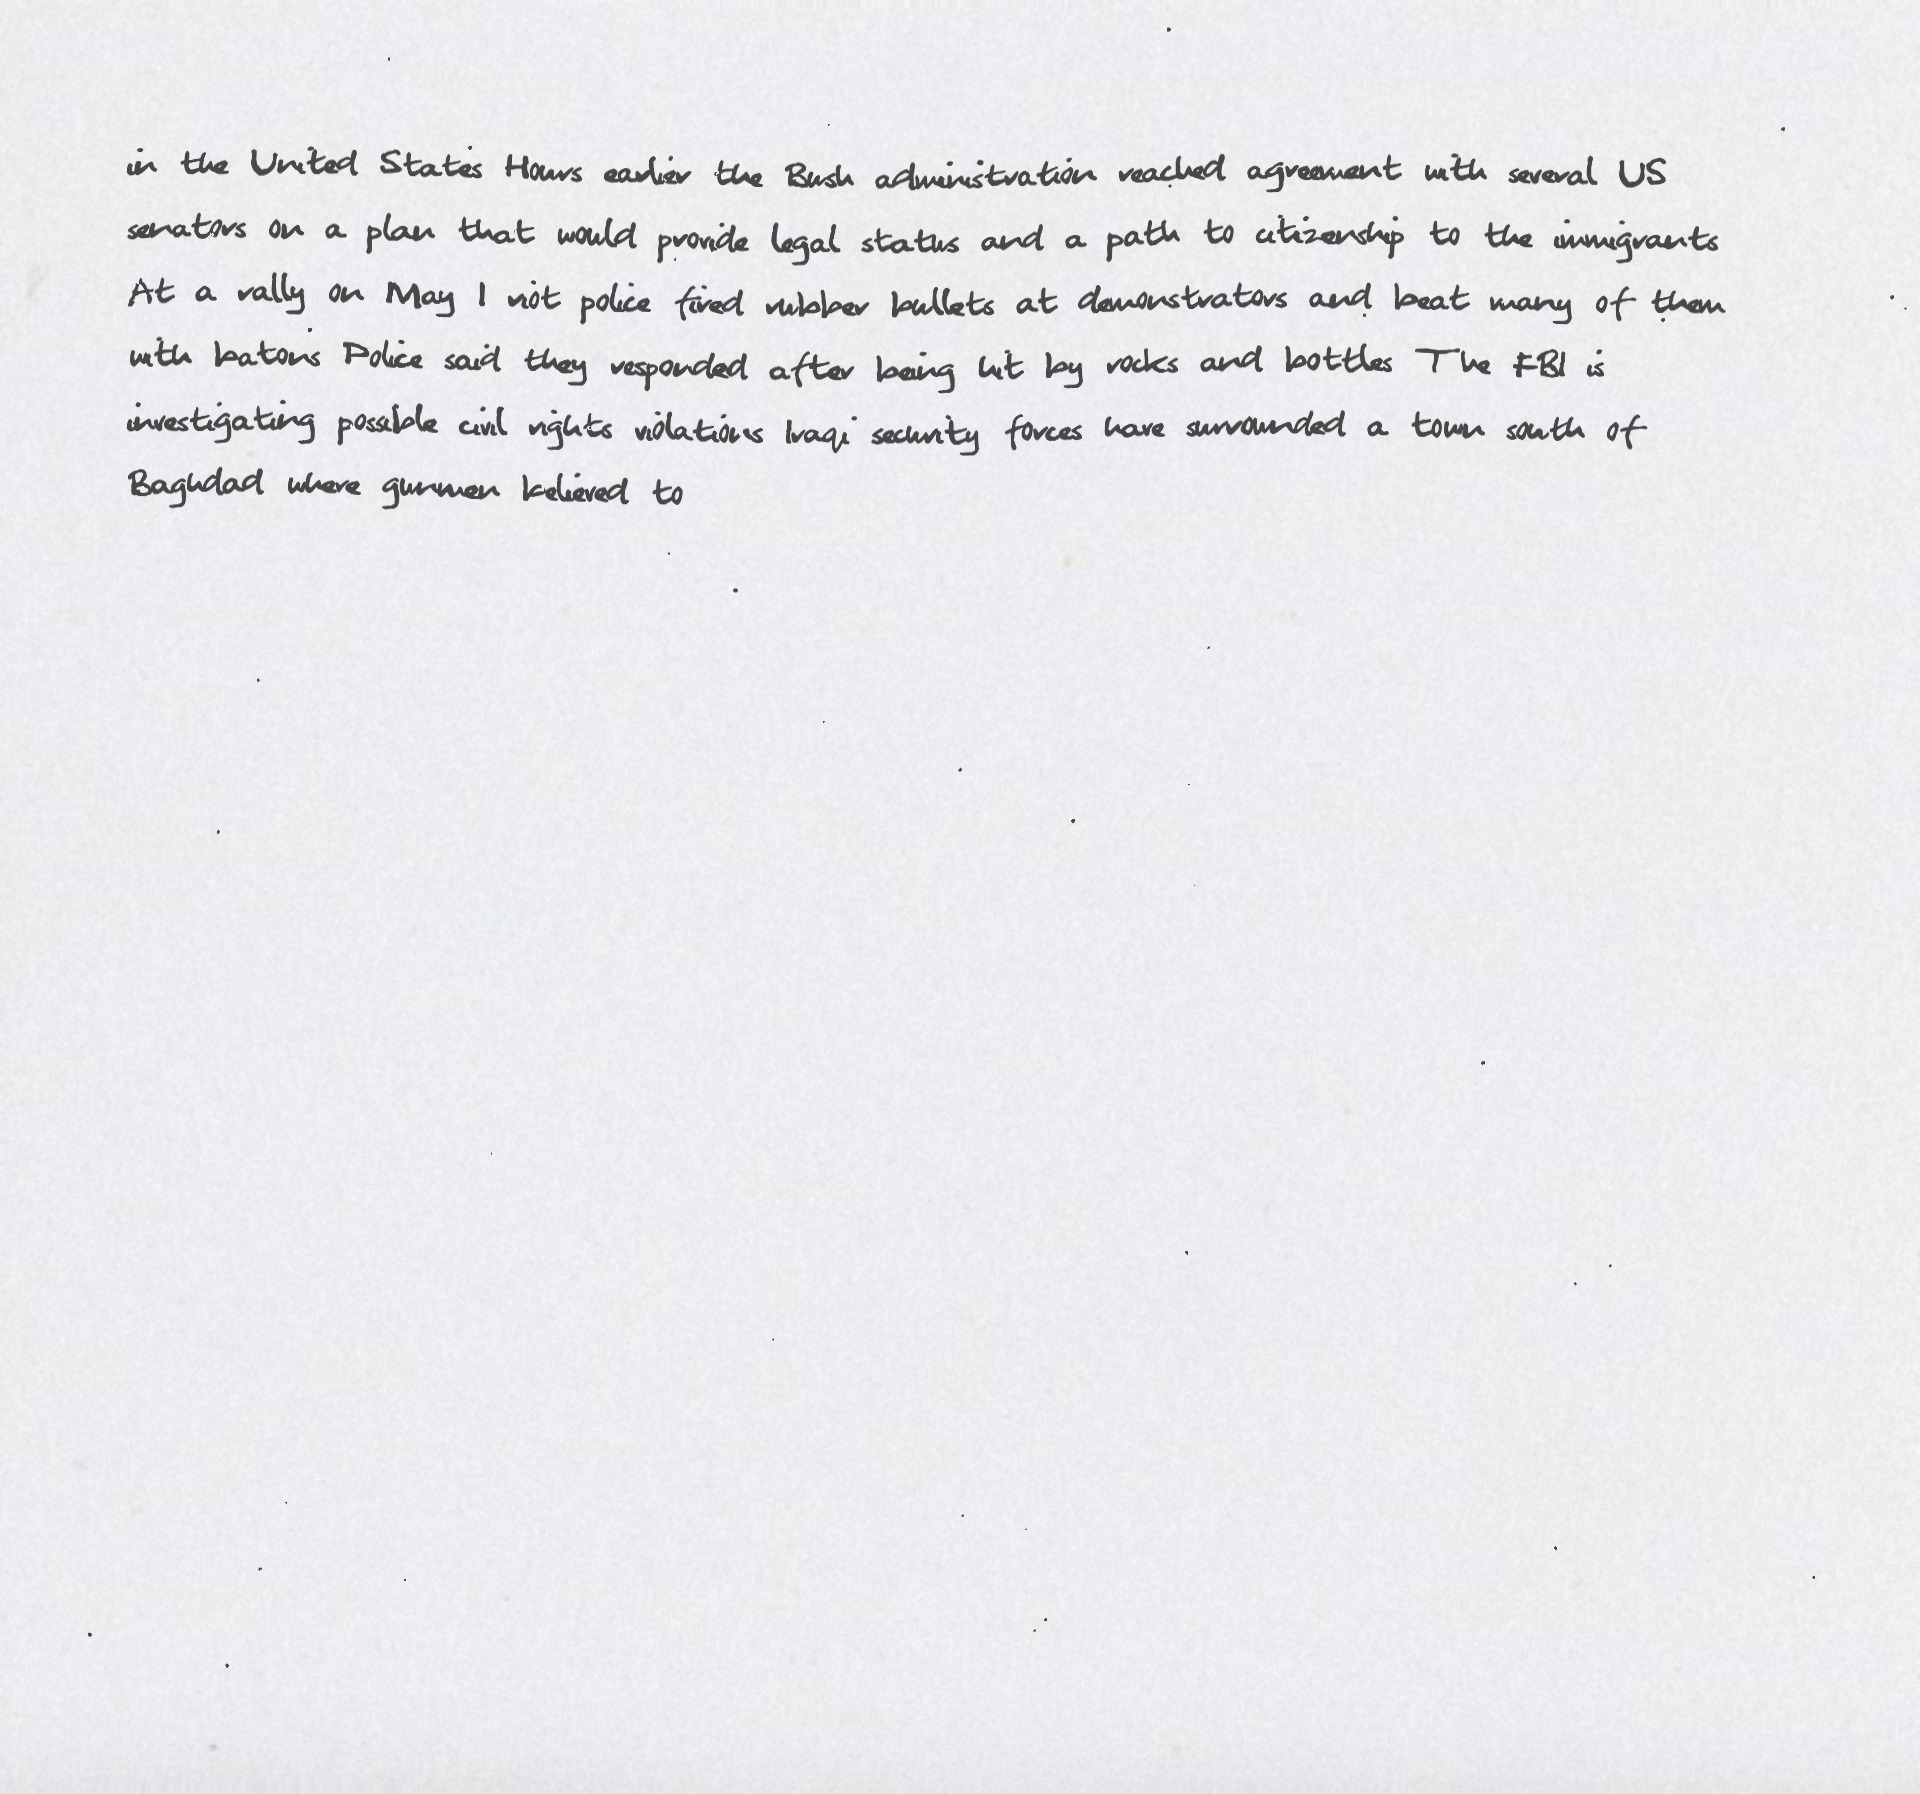 in the United States Hours earlier the Bush administration reached agreement with several US
senators on a plan that would provide legal status and a path to citizenship to the immigrants
At a rally on May 1 riot police fired rubber bullets at demonstrators and beat many of them
with batons Police said they responded after being hit by rocks and bottles The FBI is
investigating possible civil rights violations Iraqi security forces have surrounded a town south of
Baghdad where gunmen believed to